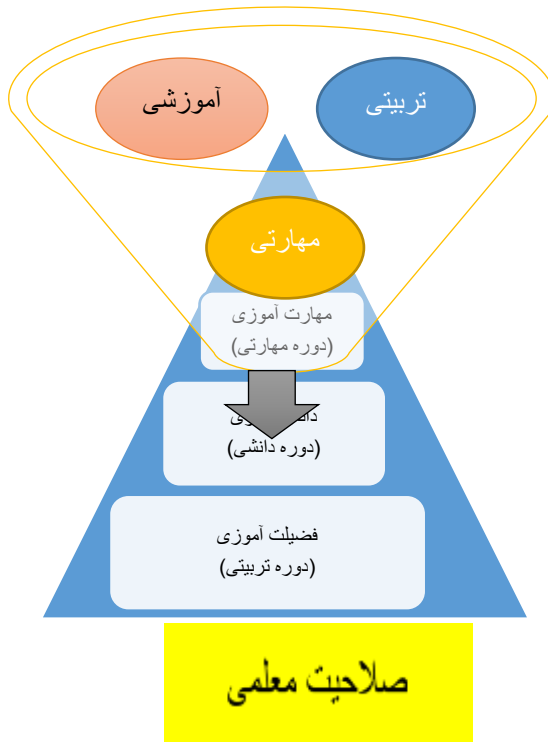 آموزشی
تربیتی
مهارتی
مهارت آموزی
(دوره مهارتی)
(دوره دانشی)
فضیلت آموزی
(دوره تربیتی)
صلاحیت معلمی